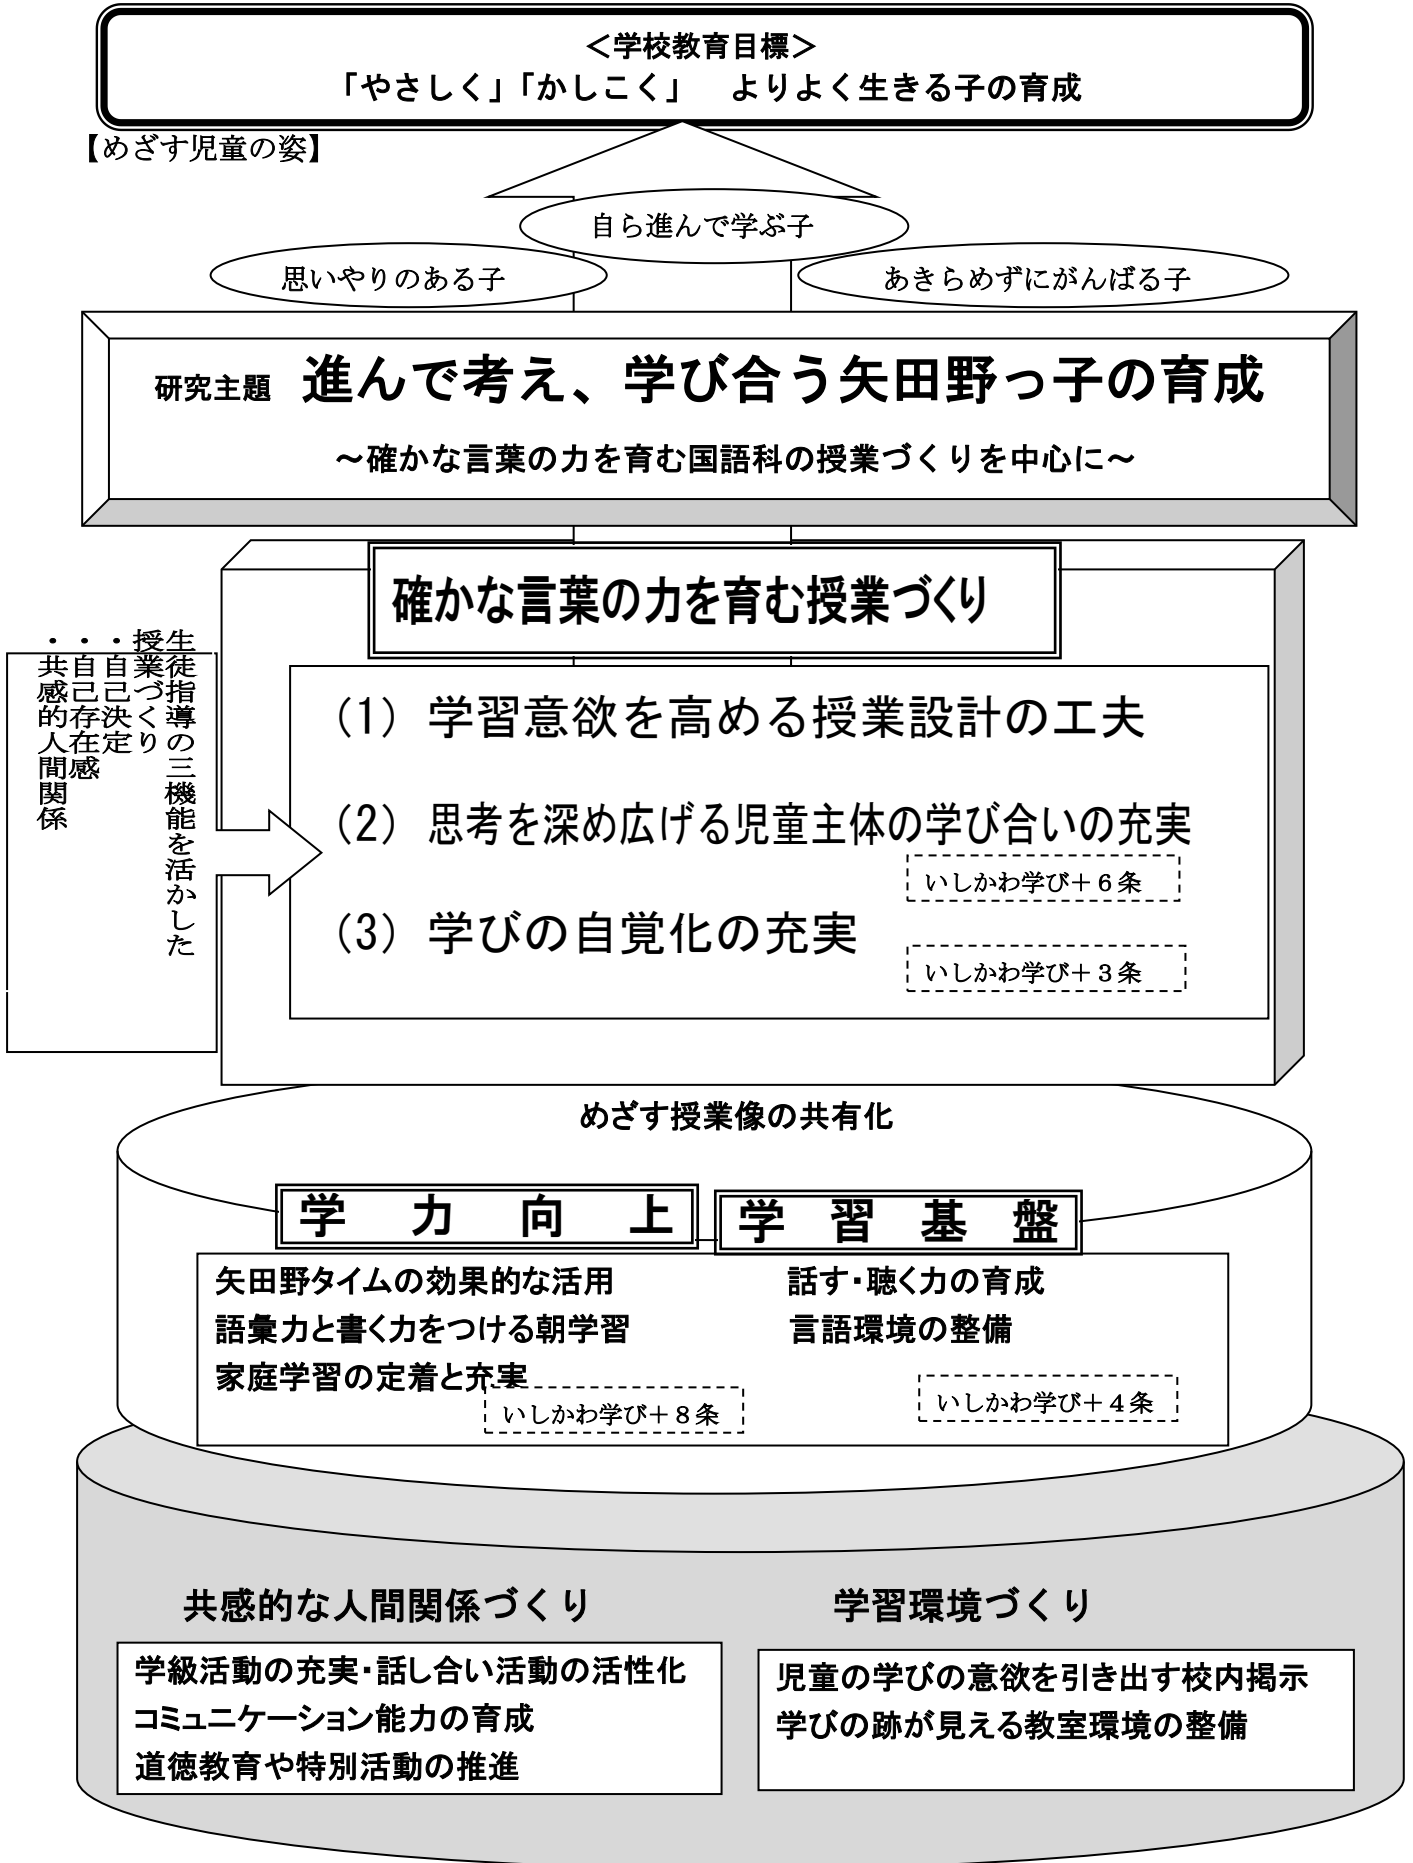 ＜学校教育目標＞
「やさしく」「かしこく」　よりよく生きる子の育成
【めざす児童の姿】
自ら進んで学ぶ子
思いやりのある子
あきらめずにがんばる子
研究主題　進んで考え、学び合う矢田野っ子の育成
～確かな言葉の力を育む国語科の授業づくりを中心に～
確かな言葉の力を育む授業づくり
生徒指導の三機能を活かした
授業づくり
・自己決定
・自己存在感
・共感的人間関係
（1）学習意欲を高める授業設計の工夫
（2）思考を深め広げる児童主体の学び合いの充実
いしかわ学び＋６条
（3）学びの自覚化の充実
いしかわ学び＋３条
めざす授業像の共有化
学　力　向　上
学　習　基　盤
矢田野タイムの効果的な活用
語彙力と書く力をつける朝学習
家庭学習の定着と充実
いしかわ学び＋８条
話す・聴く力の育成
言語環境の整備
いしかわ学び＋４条
共感的な人間関係づくり
学級活動の充実・話し合い活動の活性化
コミュニケーション能力の育成
道徳教育や特別活動の推進
学習環境づくり
児童の学びの意欲を引き出す校内掲示
学びの跡が見える教室環境の整備